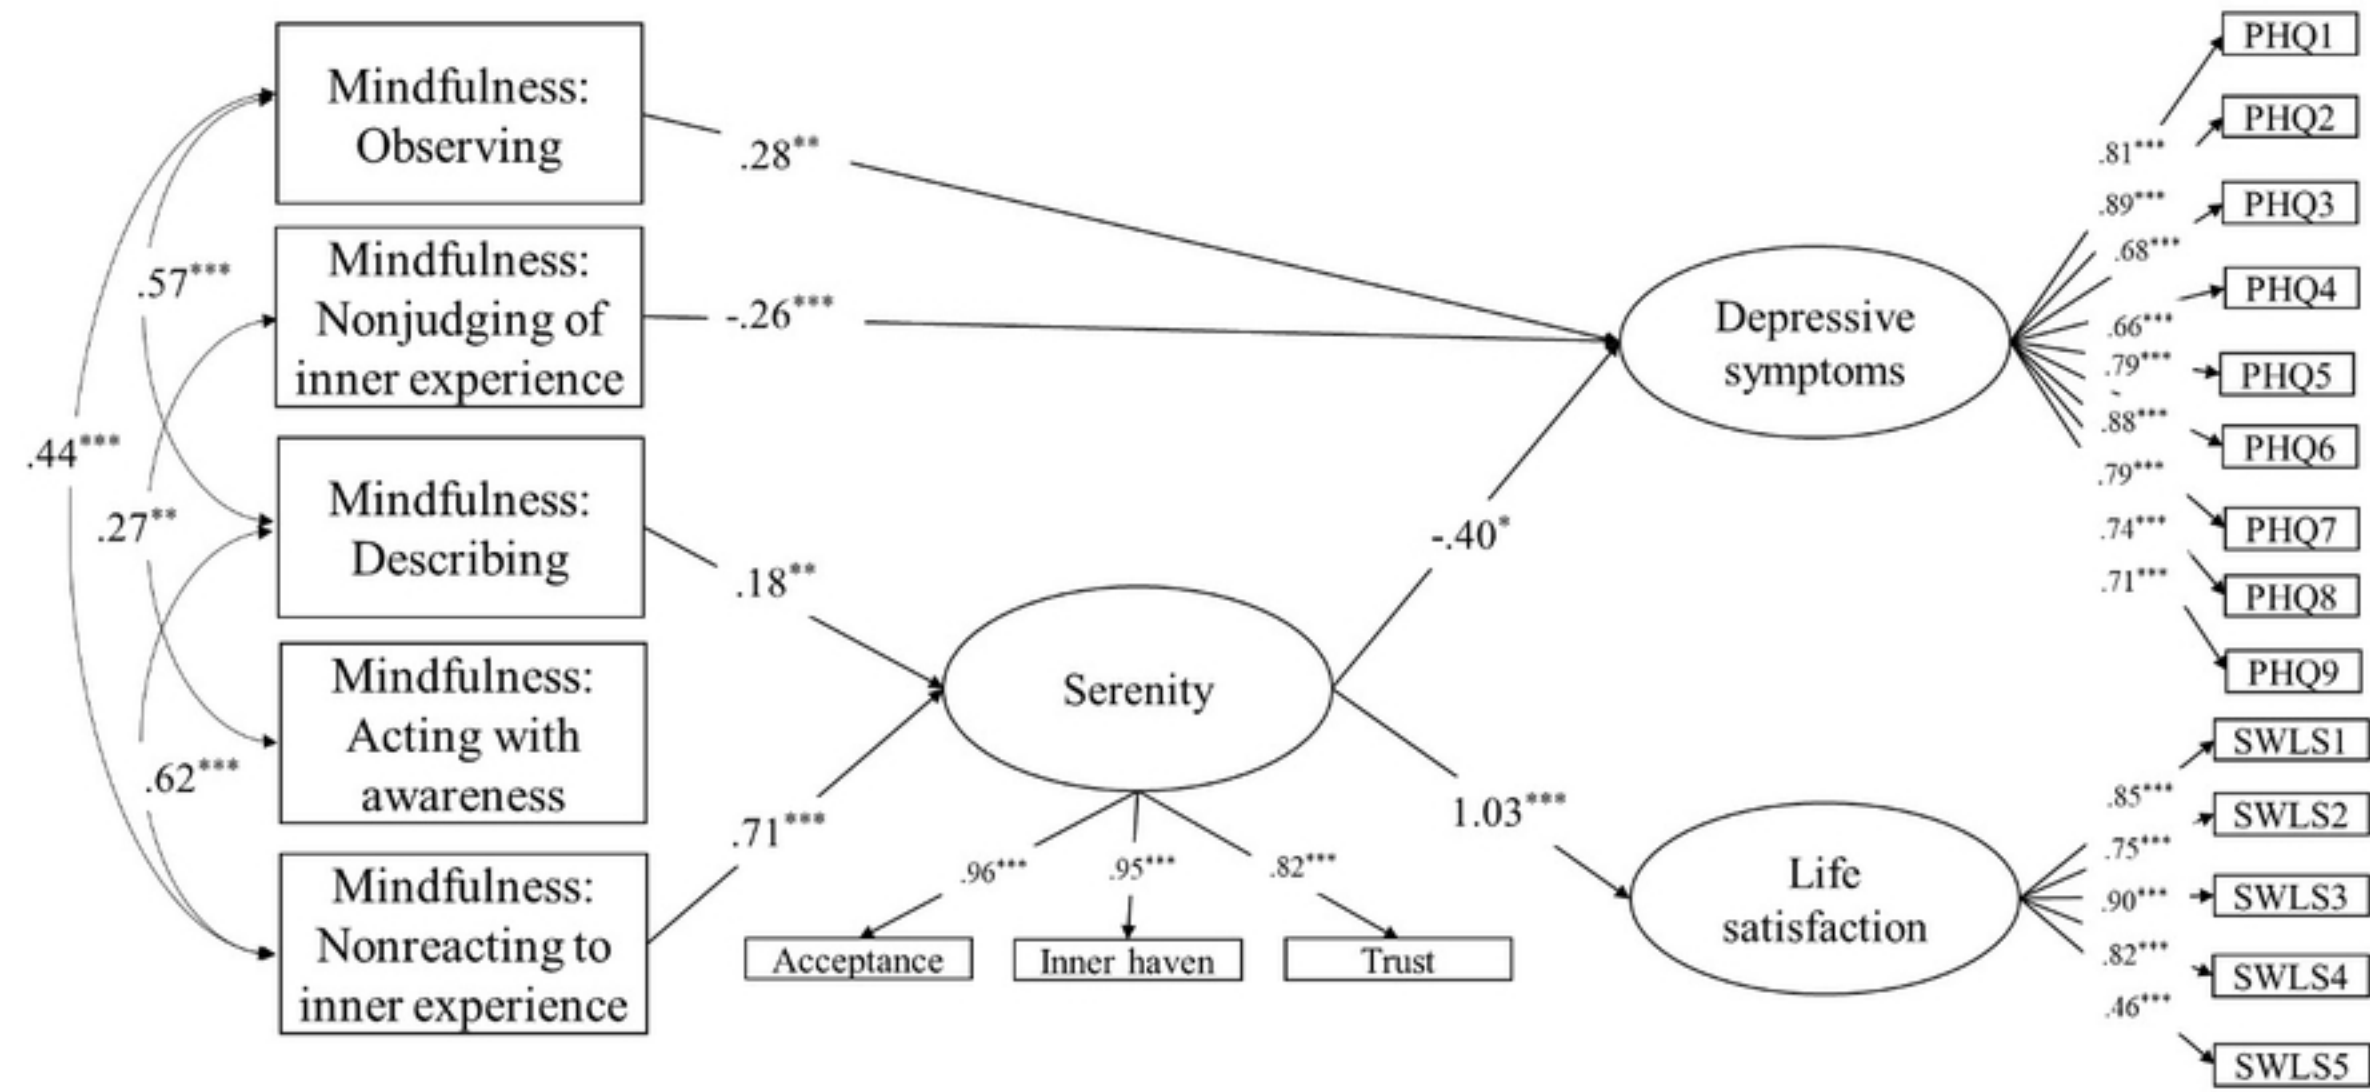 Mindfulness:
Observing
Mindfulness:
Nonjudging of
inner experience
Mindfulness:
Describing
Mindfulness:
Acting with
awareness
Mindfulness:
Nonreacting to
inner experience
.57***
.44***
.27**
.62***
.28**
-.26***
.18**
.71***
Serenity
-.40*
1.03***
.96***
.95***
.82***
Acceptance
Inner haven
Trust
Depressive
symptoms
.81***
.89***
.68***
.66***
.79***
.88***
.79***
.74***
.71***
PHQ1
PHQ2
PHQ3
PHQ4
PHQ5
PHQ6
PHQ7
PHQ8
PHQ9
Life
satisfaction
.85***
.75***
.90***
.82***
.46***
SWLS1
SWLS2
SWLS3
SWLS4
SWLS5